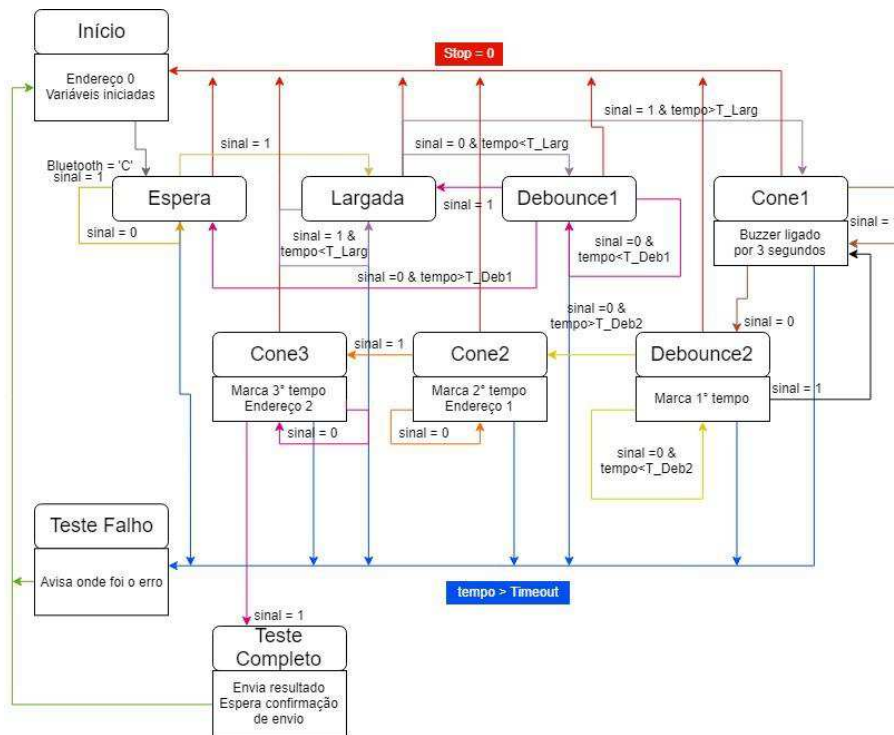 Início
Endereço 0
Variáveis iniciadas
Stop = 0
sinal = 1 & tempo>T_Larg
sinal = 1
sinal = 0 & tempo<T_Larg
Bluetooth = 'C'
sinal = 1
Espera
Largada
Debounce1
Cone1
sinal = 1
sinal = 0
sinal = 1 &
tempo<T_Larg
sinal =0 &
tempo<T_Deb1
Buzzer ligado
por 3 segundos
sinal = 1
sinal =0 & tempo>T_Deb1
sinal =0 &
tempo>T_Deb2
sinal = 0
Cone3
sinal = 1
Cone2
Debounce2
Marca 3° tempo
Endereço 2
Marca 2° tempo
Endereço 1
Marca 1° tempo
sinal = 1
sinal = 0
sinal = 0
sinal =0 &
tempo<T_Deb2
Teste Falho
Avisa onde foi o erro
tempo > Timeout
sinal = 1
Teste
Completo
Envia resultado
Espera confirmação
de envio